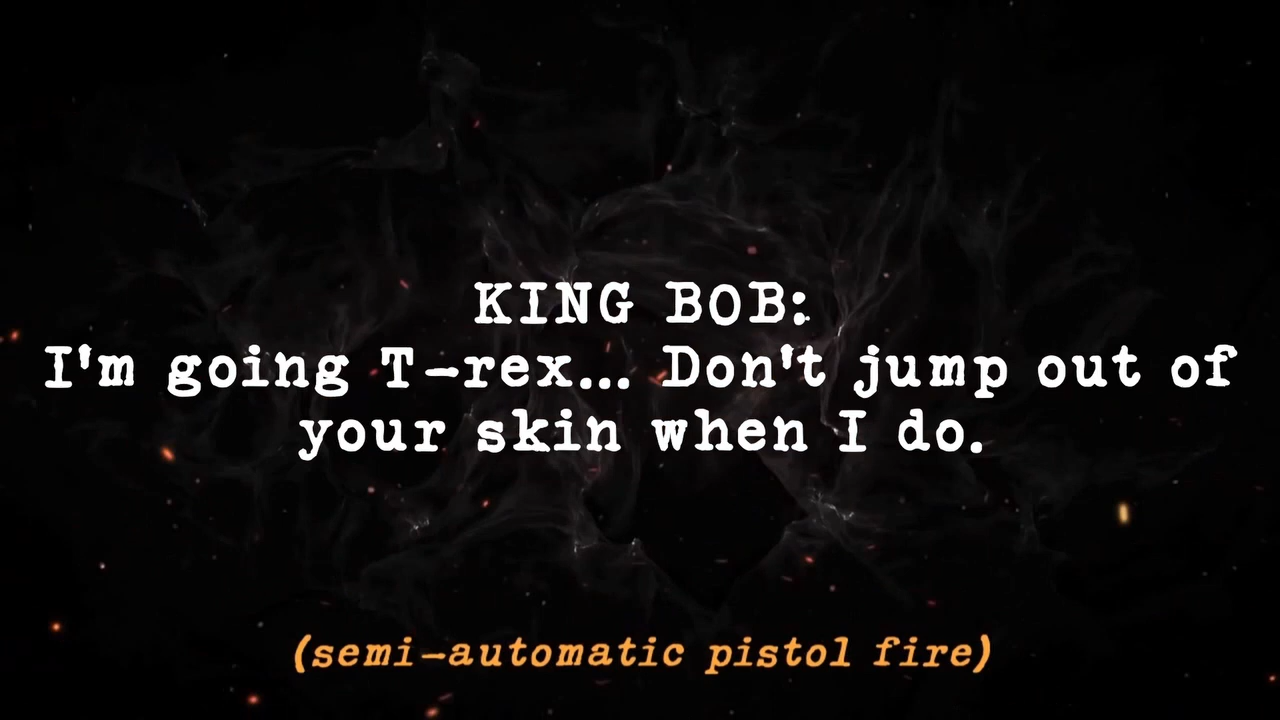 KING BOB:
I'm going T-rex... Don't jump out of
your skin when I do.
(semi-automatic pistol fire)